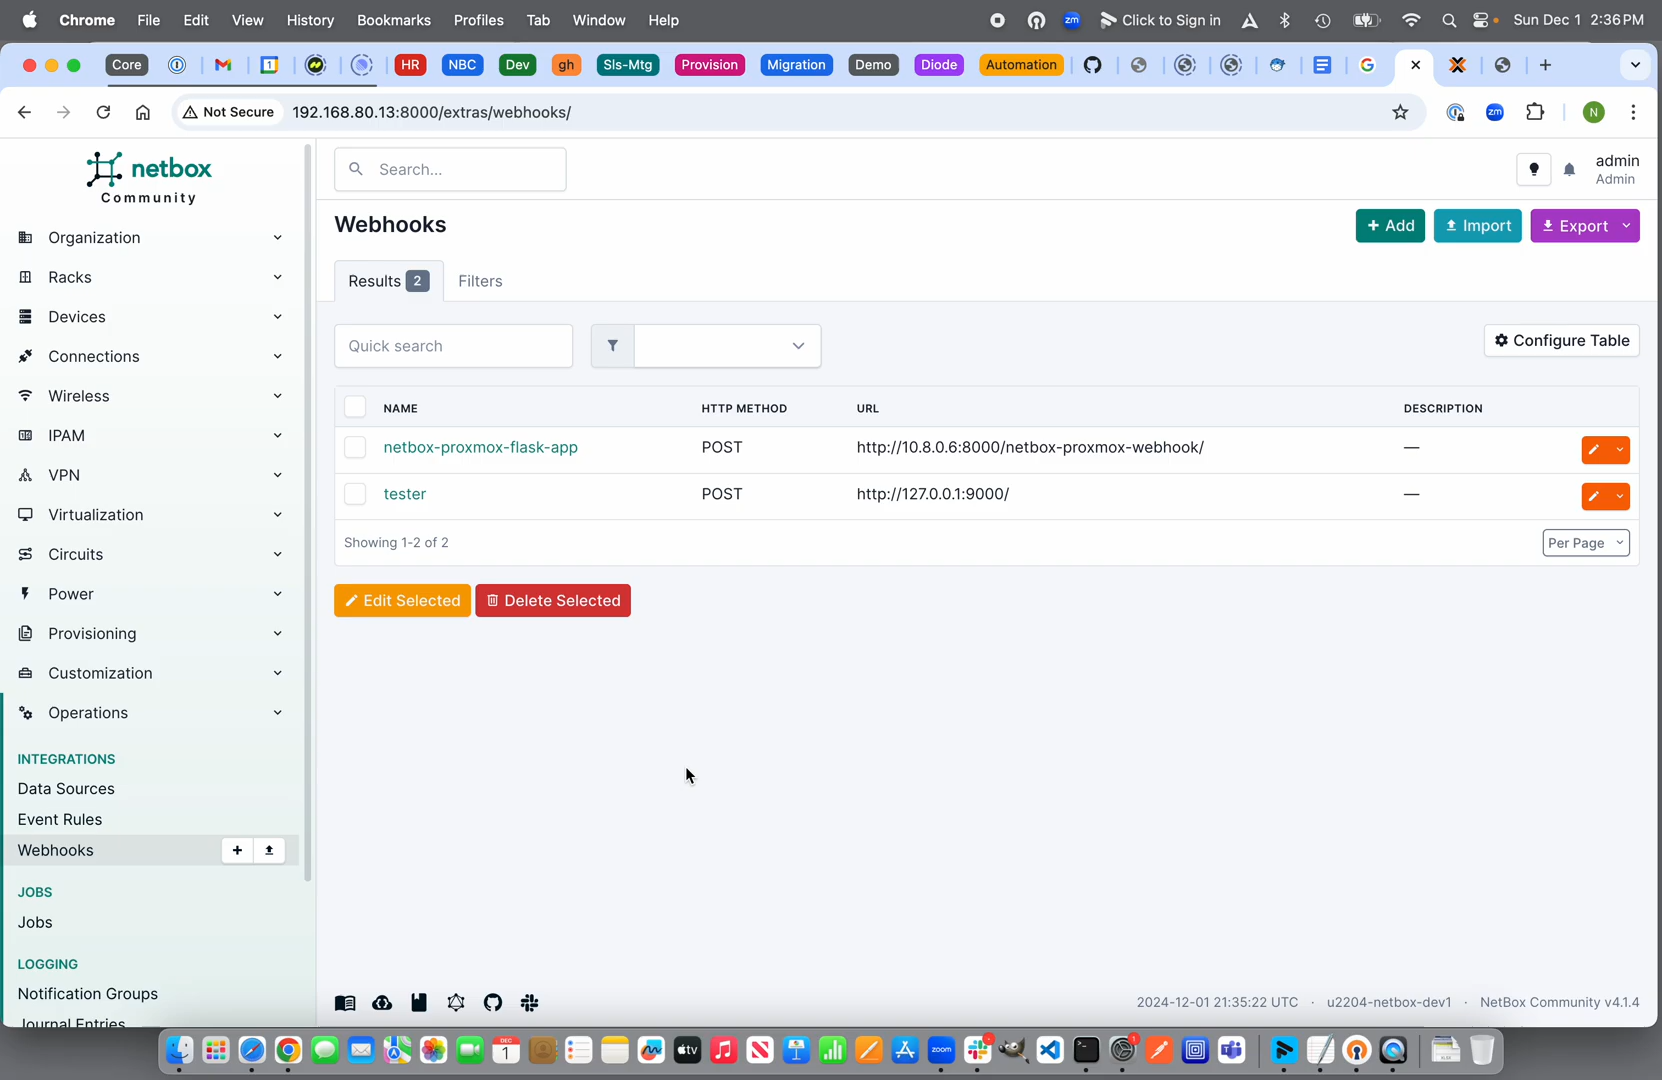 Chrome File Edit View History Bookmarks Profiles Tab Window Help zm Click to Sign in Sun Dec 1 2:36 PM
Core 1 HR NBC Dev gh Sls-Mtg Provision Migration Demo Diode Automation
Not Secure 192.168.80.13:8000/extras/webhooks/ zm N
netbox
Community
Search...
admin
Admin
Webhooks
+ Add Import Export
Results 2 Filters
Quick search
Configure Table
NAME HTTP METHOD URL DESCRIPTION
netbox-proxmox-flask-app POST http://10.8.0.6:8000/netbox-proxmox-webhook/ —
tester POST http://127.0.0.1:9000/ —
Showing 1-2 of 2 Per Page
Edit Selected Delete Selected
Organization
Racks
Devices
Connections
Wireless
IPAM
VPN
Virtualization
Circuits
Power
Provisioning
Customization
Operations
INTEGRATIONS
Data Sources
Event Rules
Webhooks
JOBS
Jobs
LOGGING
Notification Groups
Journal Entries
2024-12-01 21:35:22 UTC · u2204-netbox-dev1 · NetBox Community v4.1.4
DEC
1
tv
zoom